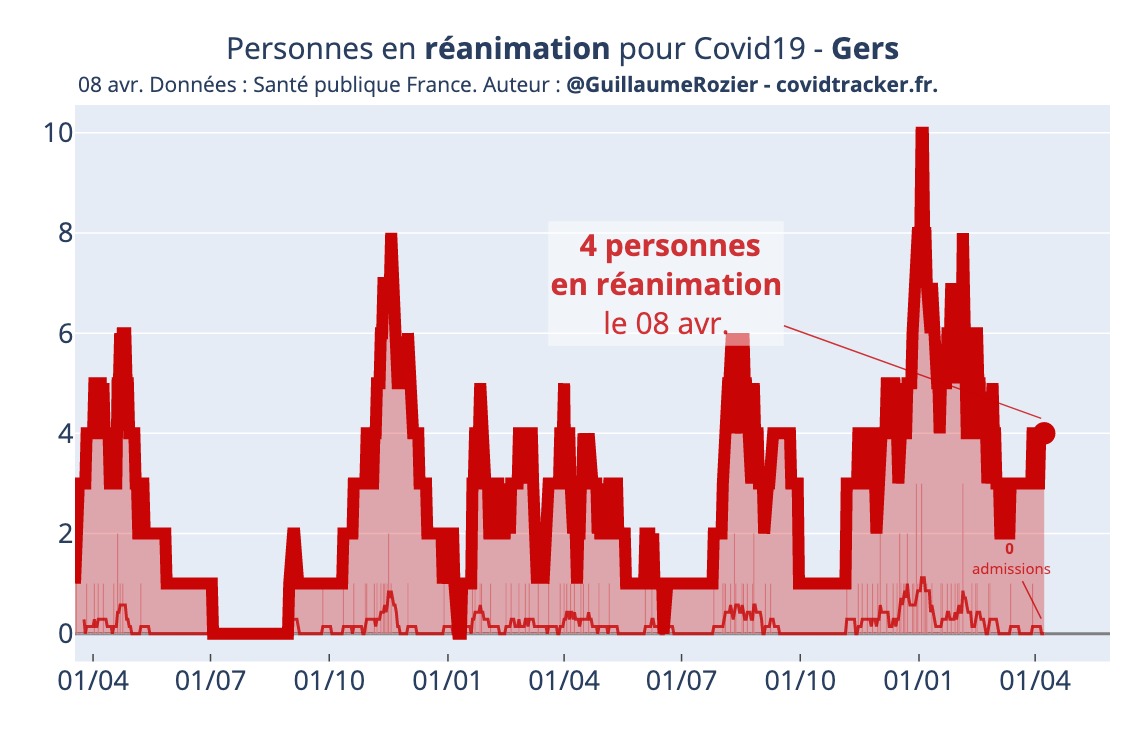 Personnes en réanimation pour Covid19 - Gers
08 avr. Données : Santé publique France. Auteur : @GuillaumeRozier - covidtracker.fr.
10
8
4 personnes
en réanimation
le 08 avr.
6
4
2
0
admissions
0
01/04 01/07 01/10 01/01 01/04 01/07 01/10 01/01 01/04